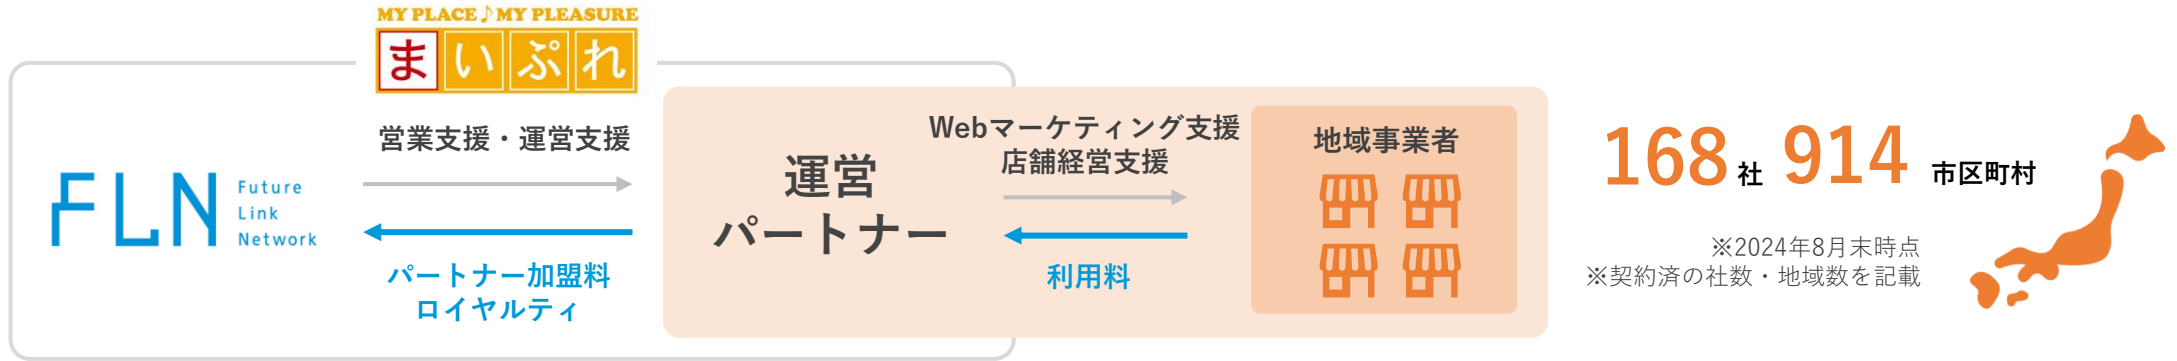 MY PLACE♪MY PLEASURE
まいぷれ
FLN
Future
Link
Network
営業支援・運営支援
パートナー加盟料
ロイヤルティ
運営
パートナー
Webマーケティング支援
店舗経営支援
利用料
地域事業者
168社 914 市区町村
※2024年8月末時点
※契約済の社数・地域数を記載